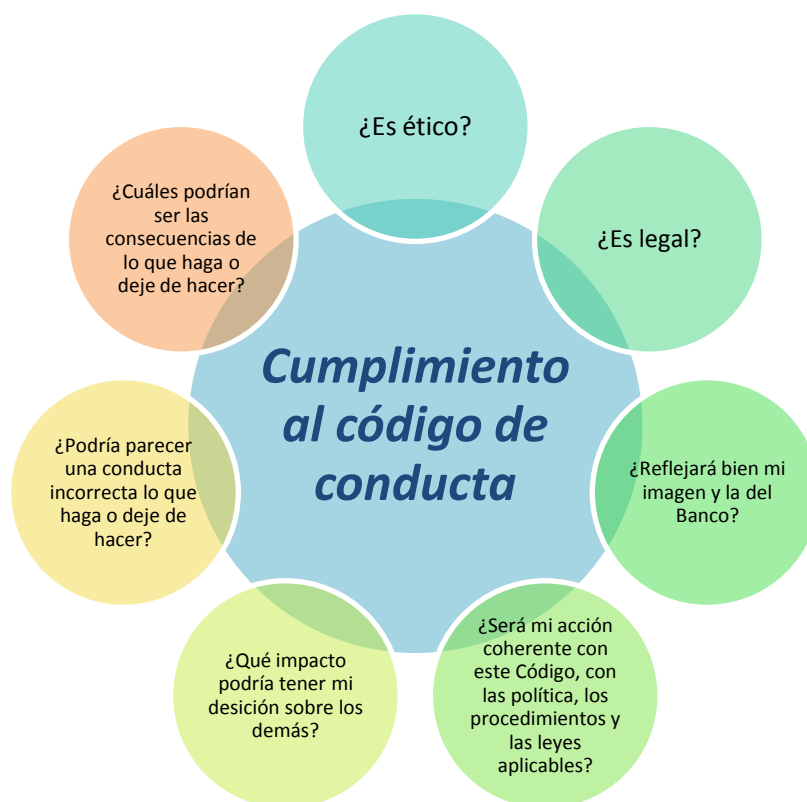 ¿Es ético?
¿Es legal?
¿Reflejará bien mi
imagen y la del
Banco?
¿Será mi acción
coherente con
este Código, con
las política, los
procedimientos y
las leyes
aplicables?
¿Qué impacto
podría tener mi
desición sobre los
demás?
¿Podría parecer
una conducta
incorrecta lo que
haga o deje de
hacer?
¿Cuáles podrían
ser las
consecuencias de
lo que haga o
deje de hacer?
Cumplimiento
al código de
conducta